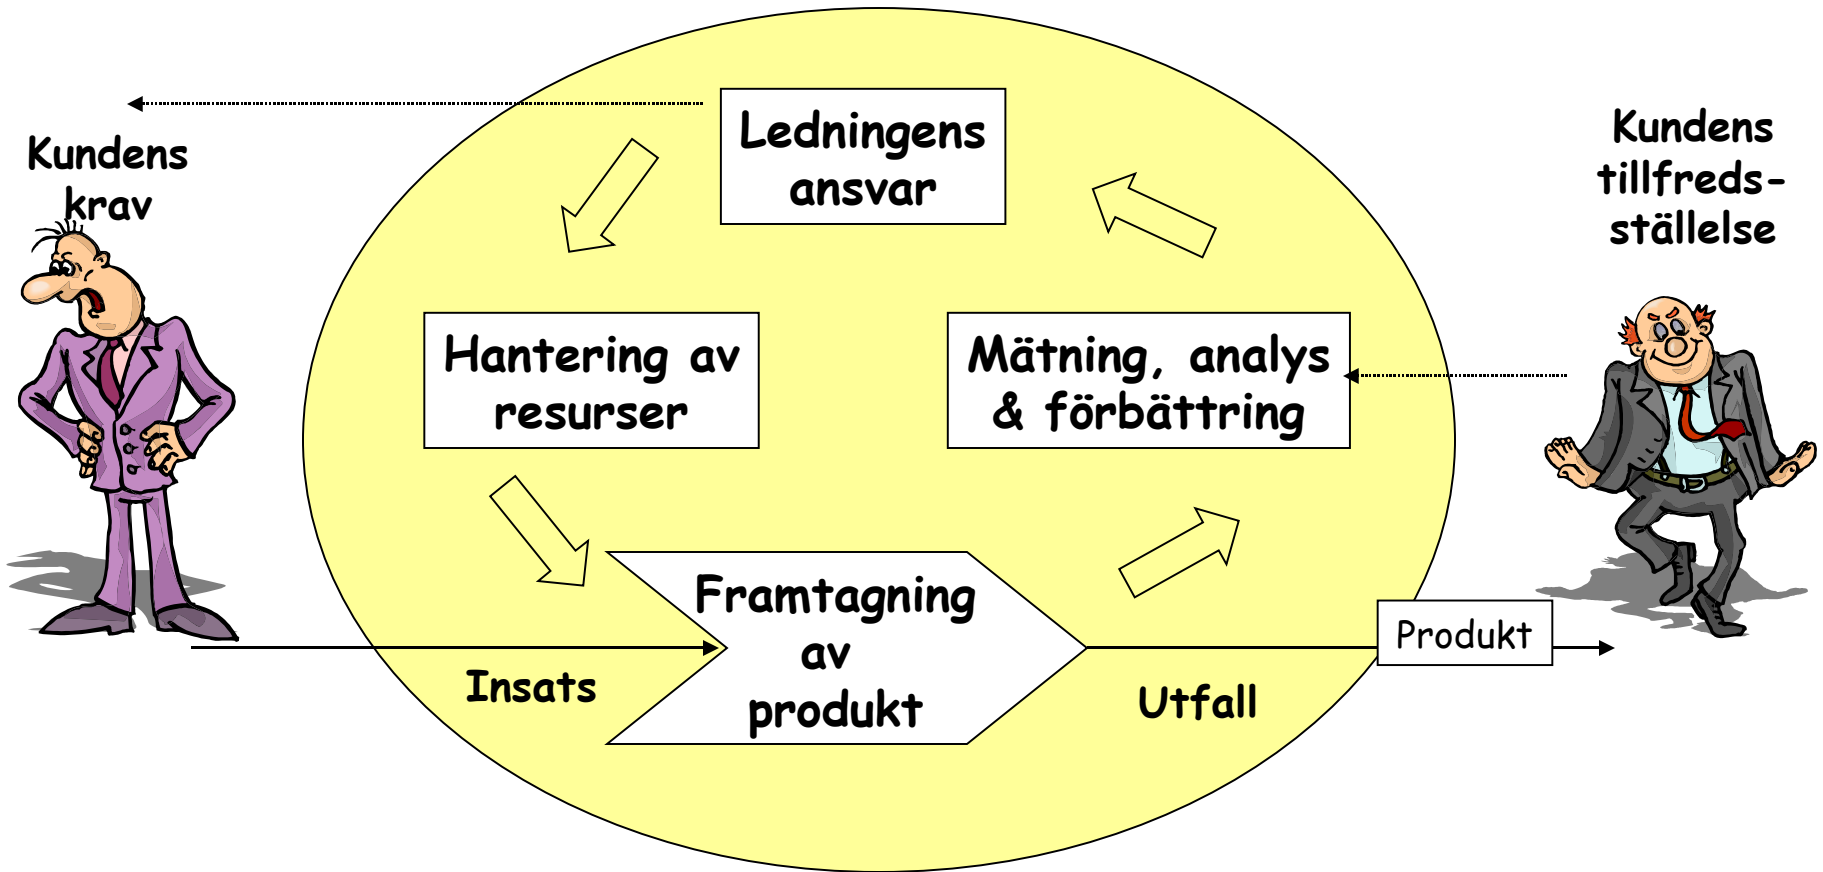 Kundens
krav
Ledningens
ansvar
Kundens
tillfreds-
ställelse
Hantering av
resurser
Mätning, analys
& förbättring
Framtagning
av
produkt
Insats
Utfall
Produkt